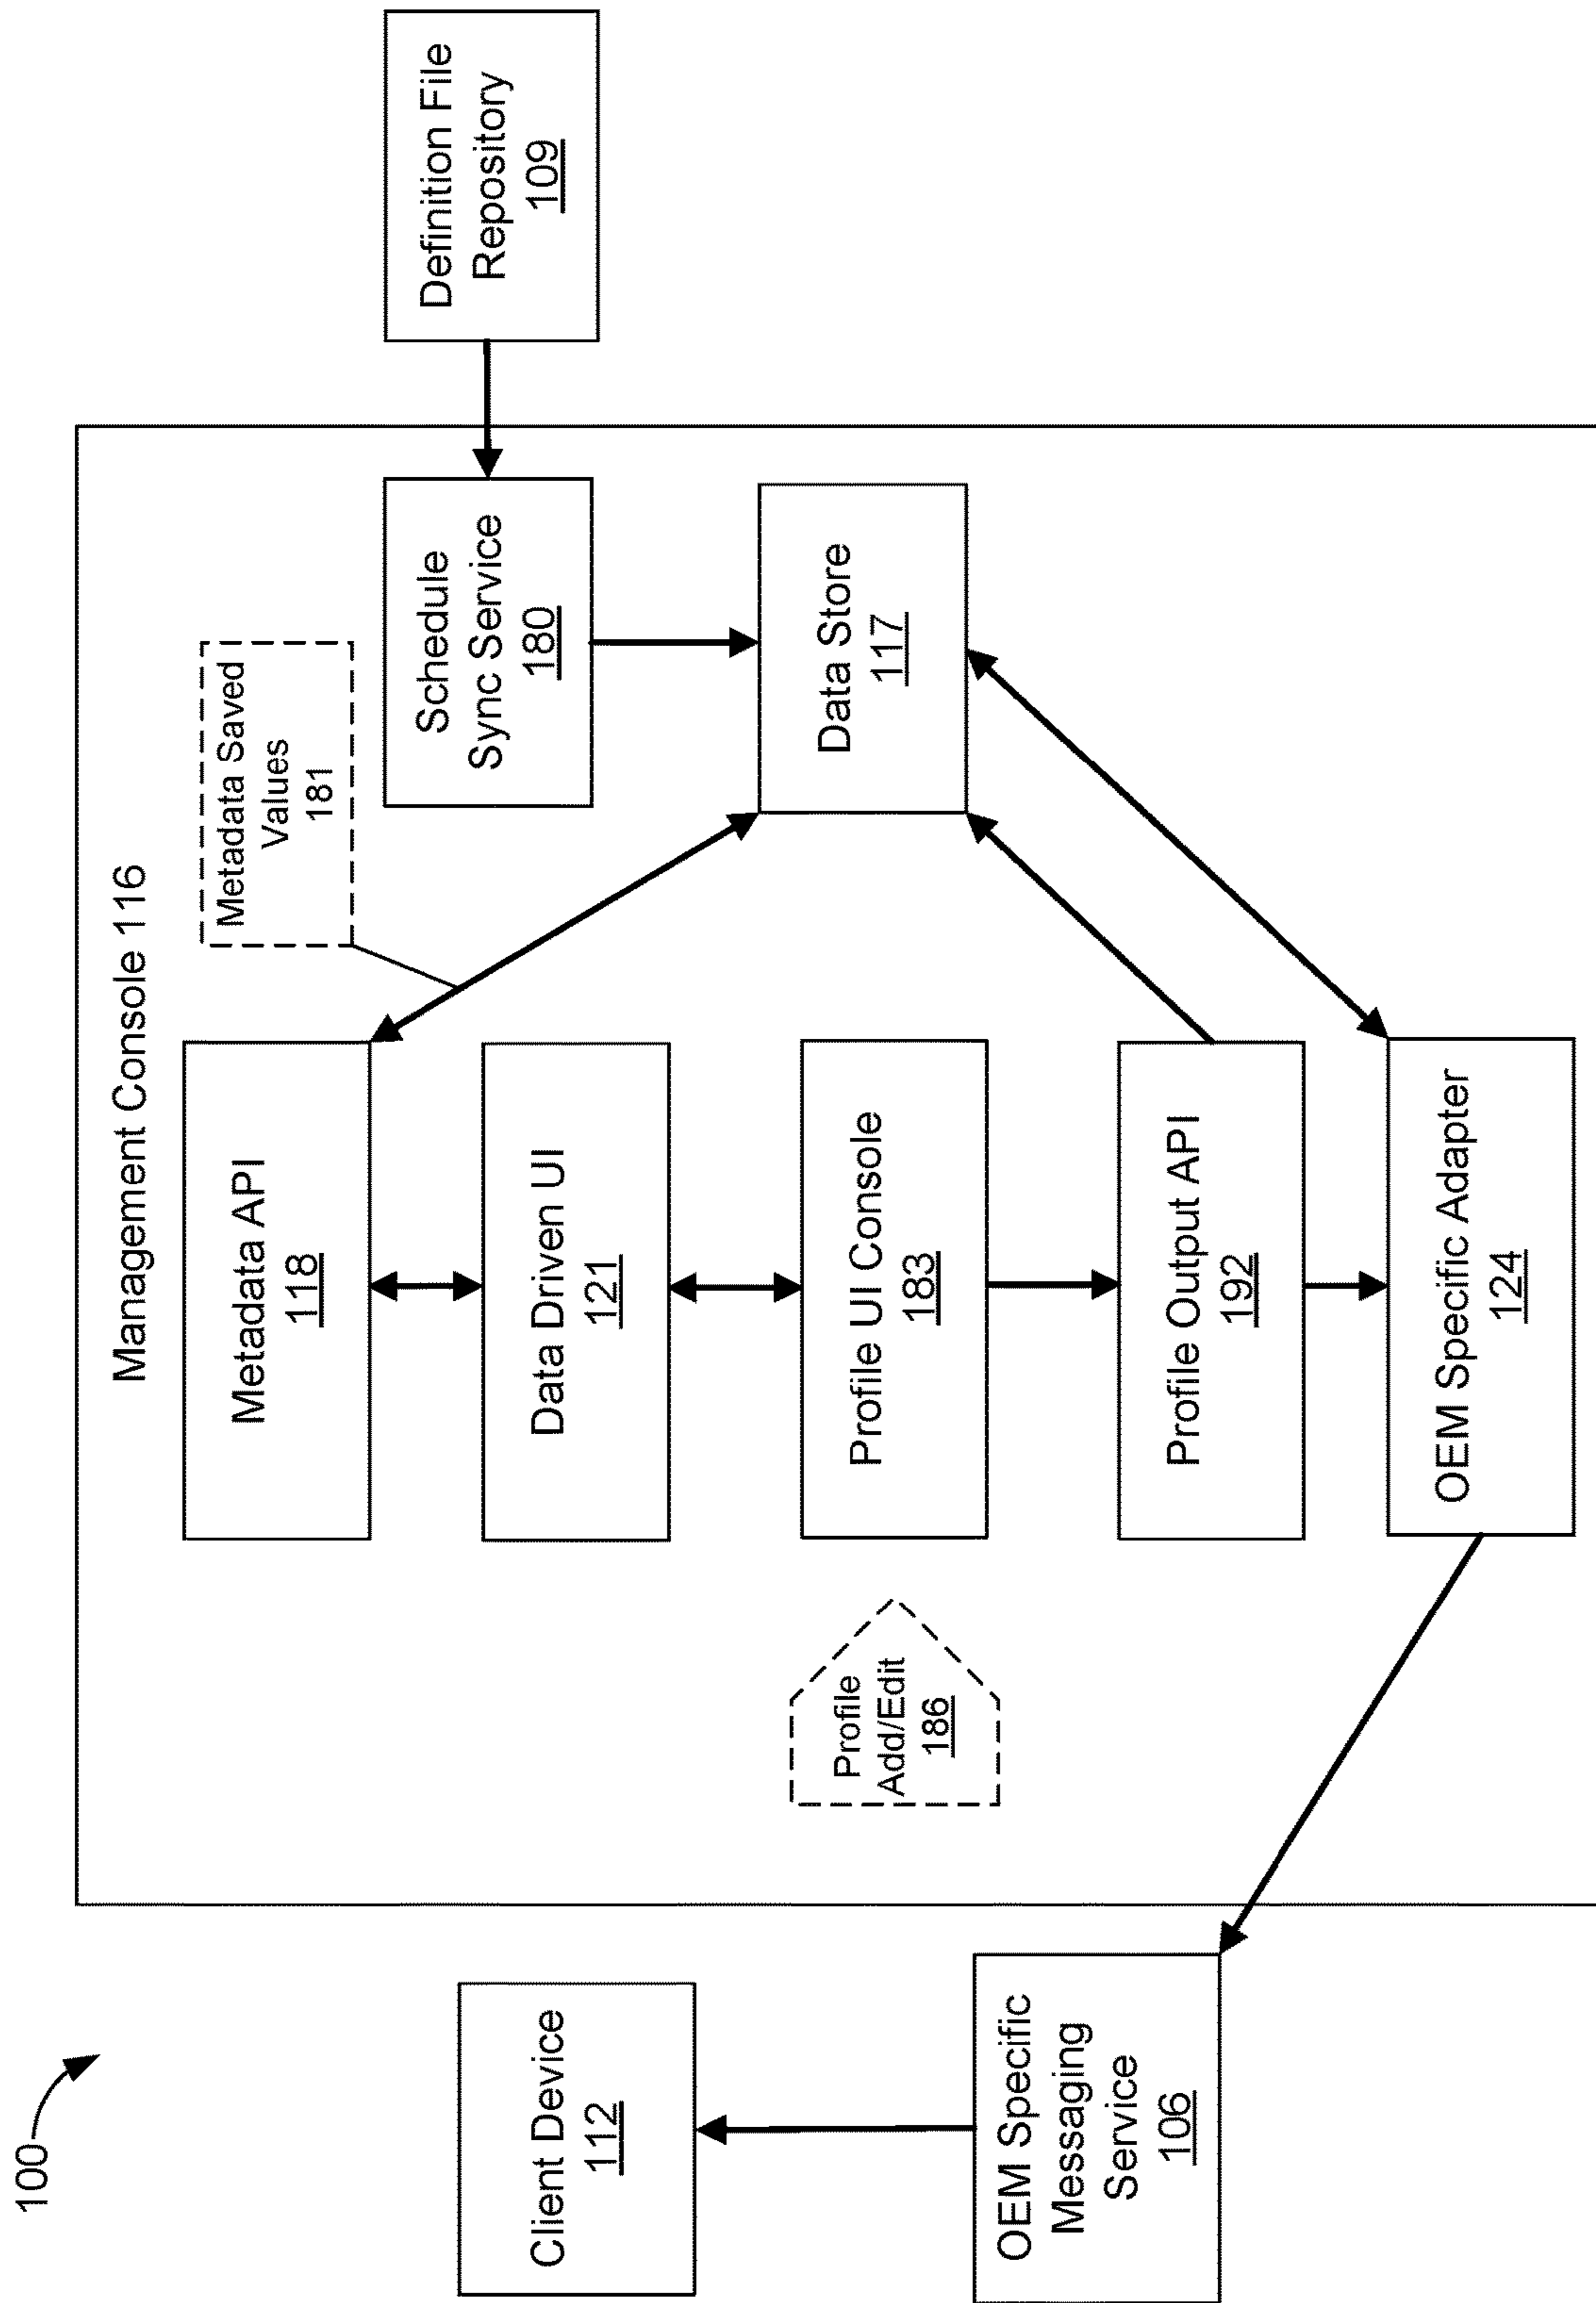 100
Management Console 116
Client Device
112
OEM Specific
Messaging
Service
106
Profile
Add/Edit
186
Metadata API
118
Data Driven UI
121
Profile UI Console
183
Profile Output API
192
OEM Specific Adapter
124
Metadata Saved
Values
181
Schedule
Sync Service
180
Data Store
117
Definition File
Repository
109